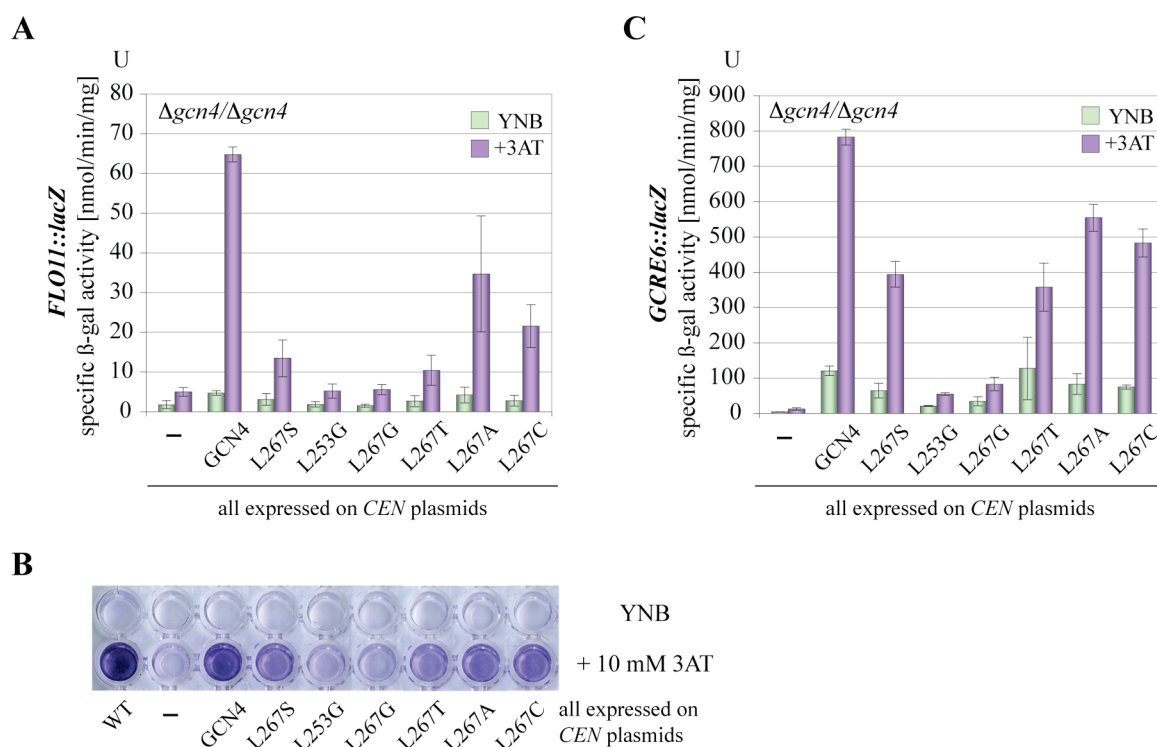 A
U
80
70
60
50
40
30
20
10
0
FLO11::lacZ
specific ß-gal activity [nmol/min/mg]
Δgcn4/Δgcn4
YNB
+3AT
–
GCN4
L267S
L253G
L267G
L267T
L267A
L267C
all expressed on CEN plasmids
C
U
900
800
700
600
500
400
300
200
100
0
GCRE6::lacZ
specific ß-gal activity [nmol/min/mg]
Δgcn4/Δgcn4
YNB
+3AT
–
GCN4
L267S
L253G
L267G
L267T
L267A
L267C
all expressed on CEN plasmids
B
YNB
+ 10 mM 3AT
WT
–
GCN4
L267S
L253G
L267G
L267T
L267A
L267C
all expressed on
CEN plasmids